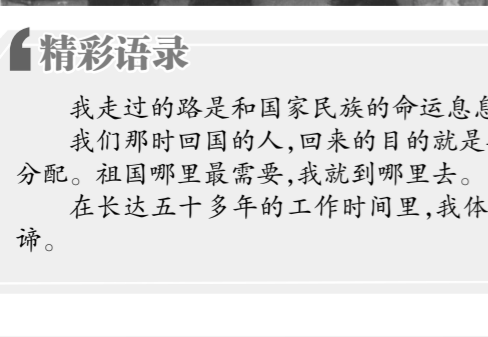 精彩语录
我走过的路是和国家民族的命运息
我们那时回国的人,回来的目的就是
分配。祖国哪里最需要,我就到哪里去。
在长达五十多年的工作时间里,我体
谛。